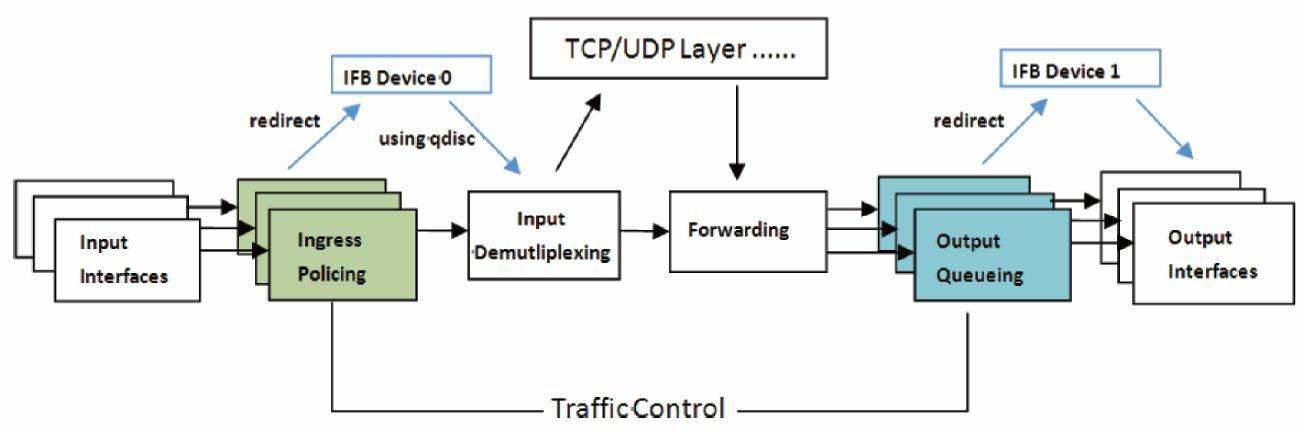 TCP/UDP Layer ......
IFB Device 0
IFB Device 1
redirect
using qdisc
redirect
Input
Interfaces
Ingress
Policing
Input
Demutliplexing
Forwarding
Output
Queueing
Output
Interfaces
Traffic Control